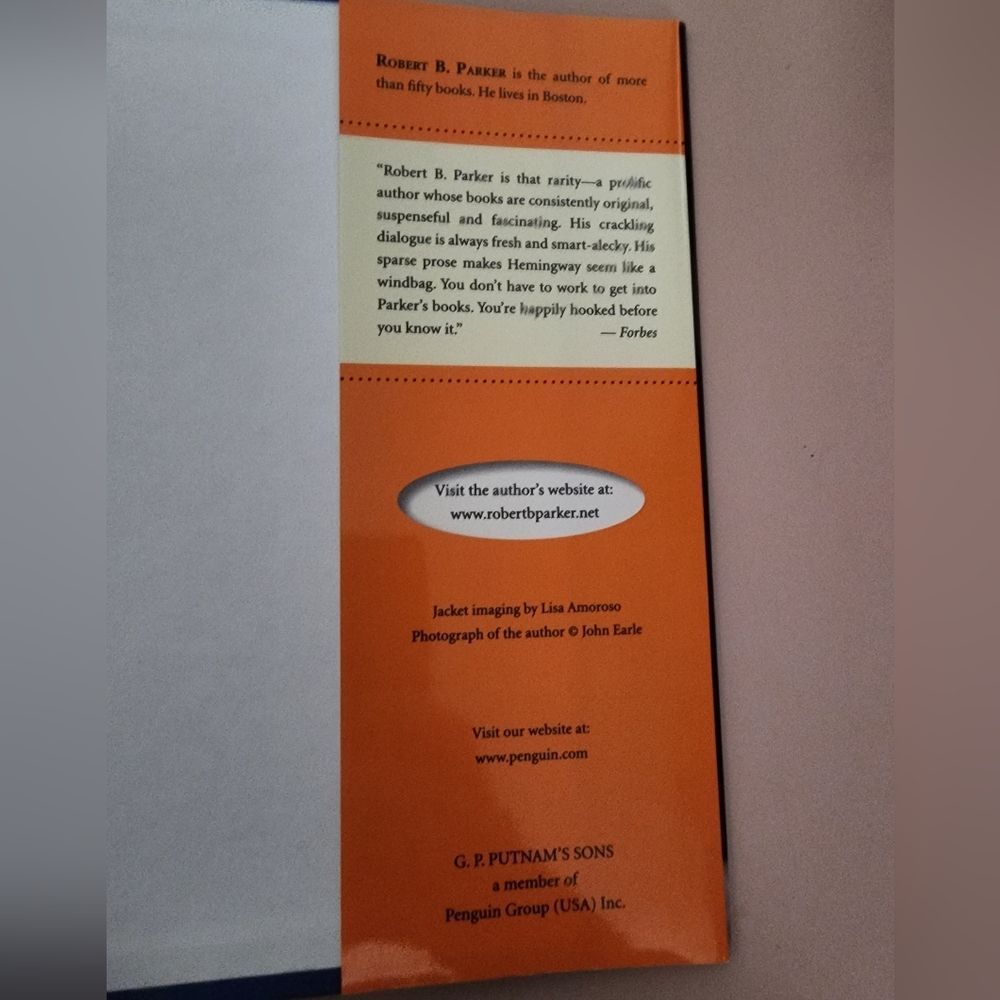 ROBERT B. PARKER is the author of more
than fifty books. He lives in Boston.
“Robert B. Parker is that rarity—a prolific
author whose books are consistently original,
suspenseful and fascinating. His crackling
dialogue is always fresh and smart-alecky. His
sparse prose makes Hemingway seem like a
windbag. You don’t have to work to get into
Parker’s books. You’re happily hooked before
you know it.” — Forbes
Visit the author’s website at:
www.robertbparker.net
Jacket imaging by Lisa Amoroso
Photograph of the author © John Earle
Visit our website at:
www.penguin.com
G. P. PUTNAM’S SONS
a member of
Penguin Group (USA) Inc.